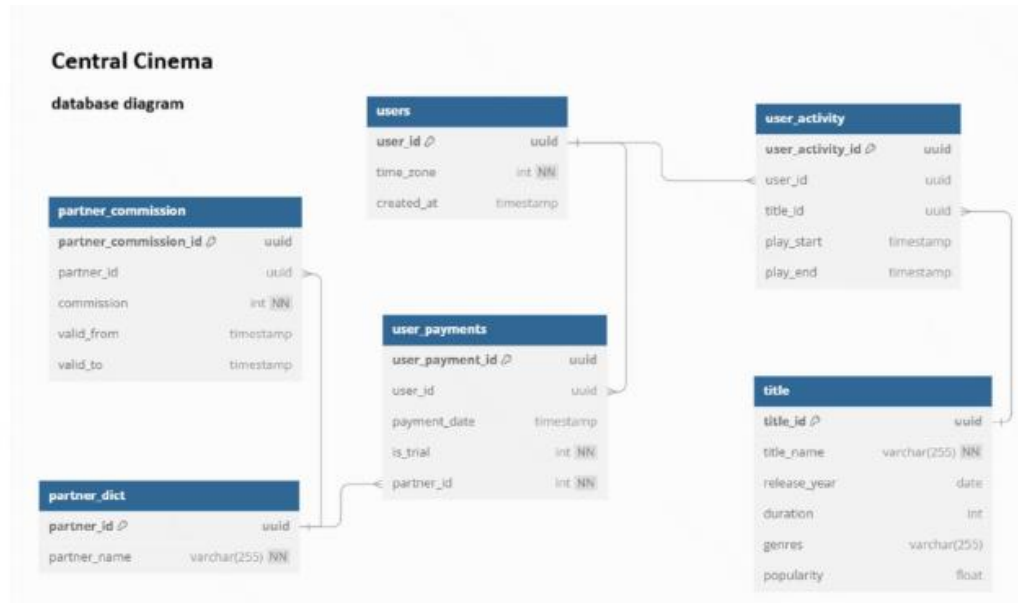 Central Cinema
database diagram
users
user_id uuid
time_zone int NN
created_at timestamp
user_activity
user_activity_id uuid
user_id uuid
title_id uuid
play_start timestamp
play_end timestamp
partner_commission
partner_commission_id uuid
partner_id uuid
commission int NN
valid_from timestamp
valid_to timestamp
user_payments
user_payment_id uuid
user_id uuid
payment_date timestamp
is_trial int NN
partner_id int NN
title
title_id uuid
title_name varchar(255) NN
release_year date
duration int
genres varchar(255)
popularity float
partner_dict
partner_id uuid
partner_name varchar(255) NN